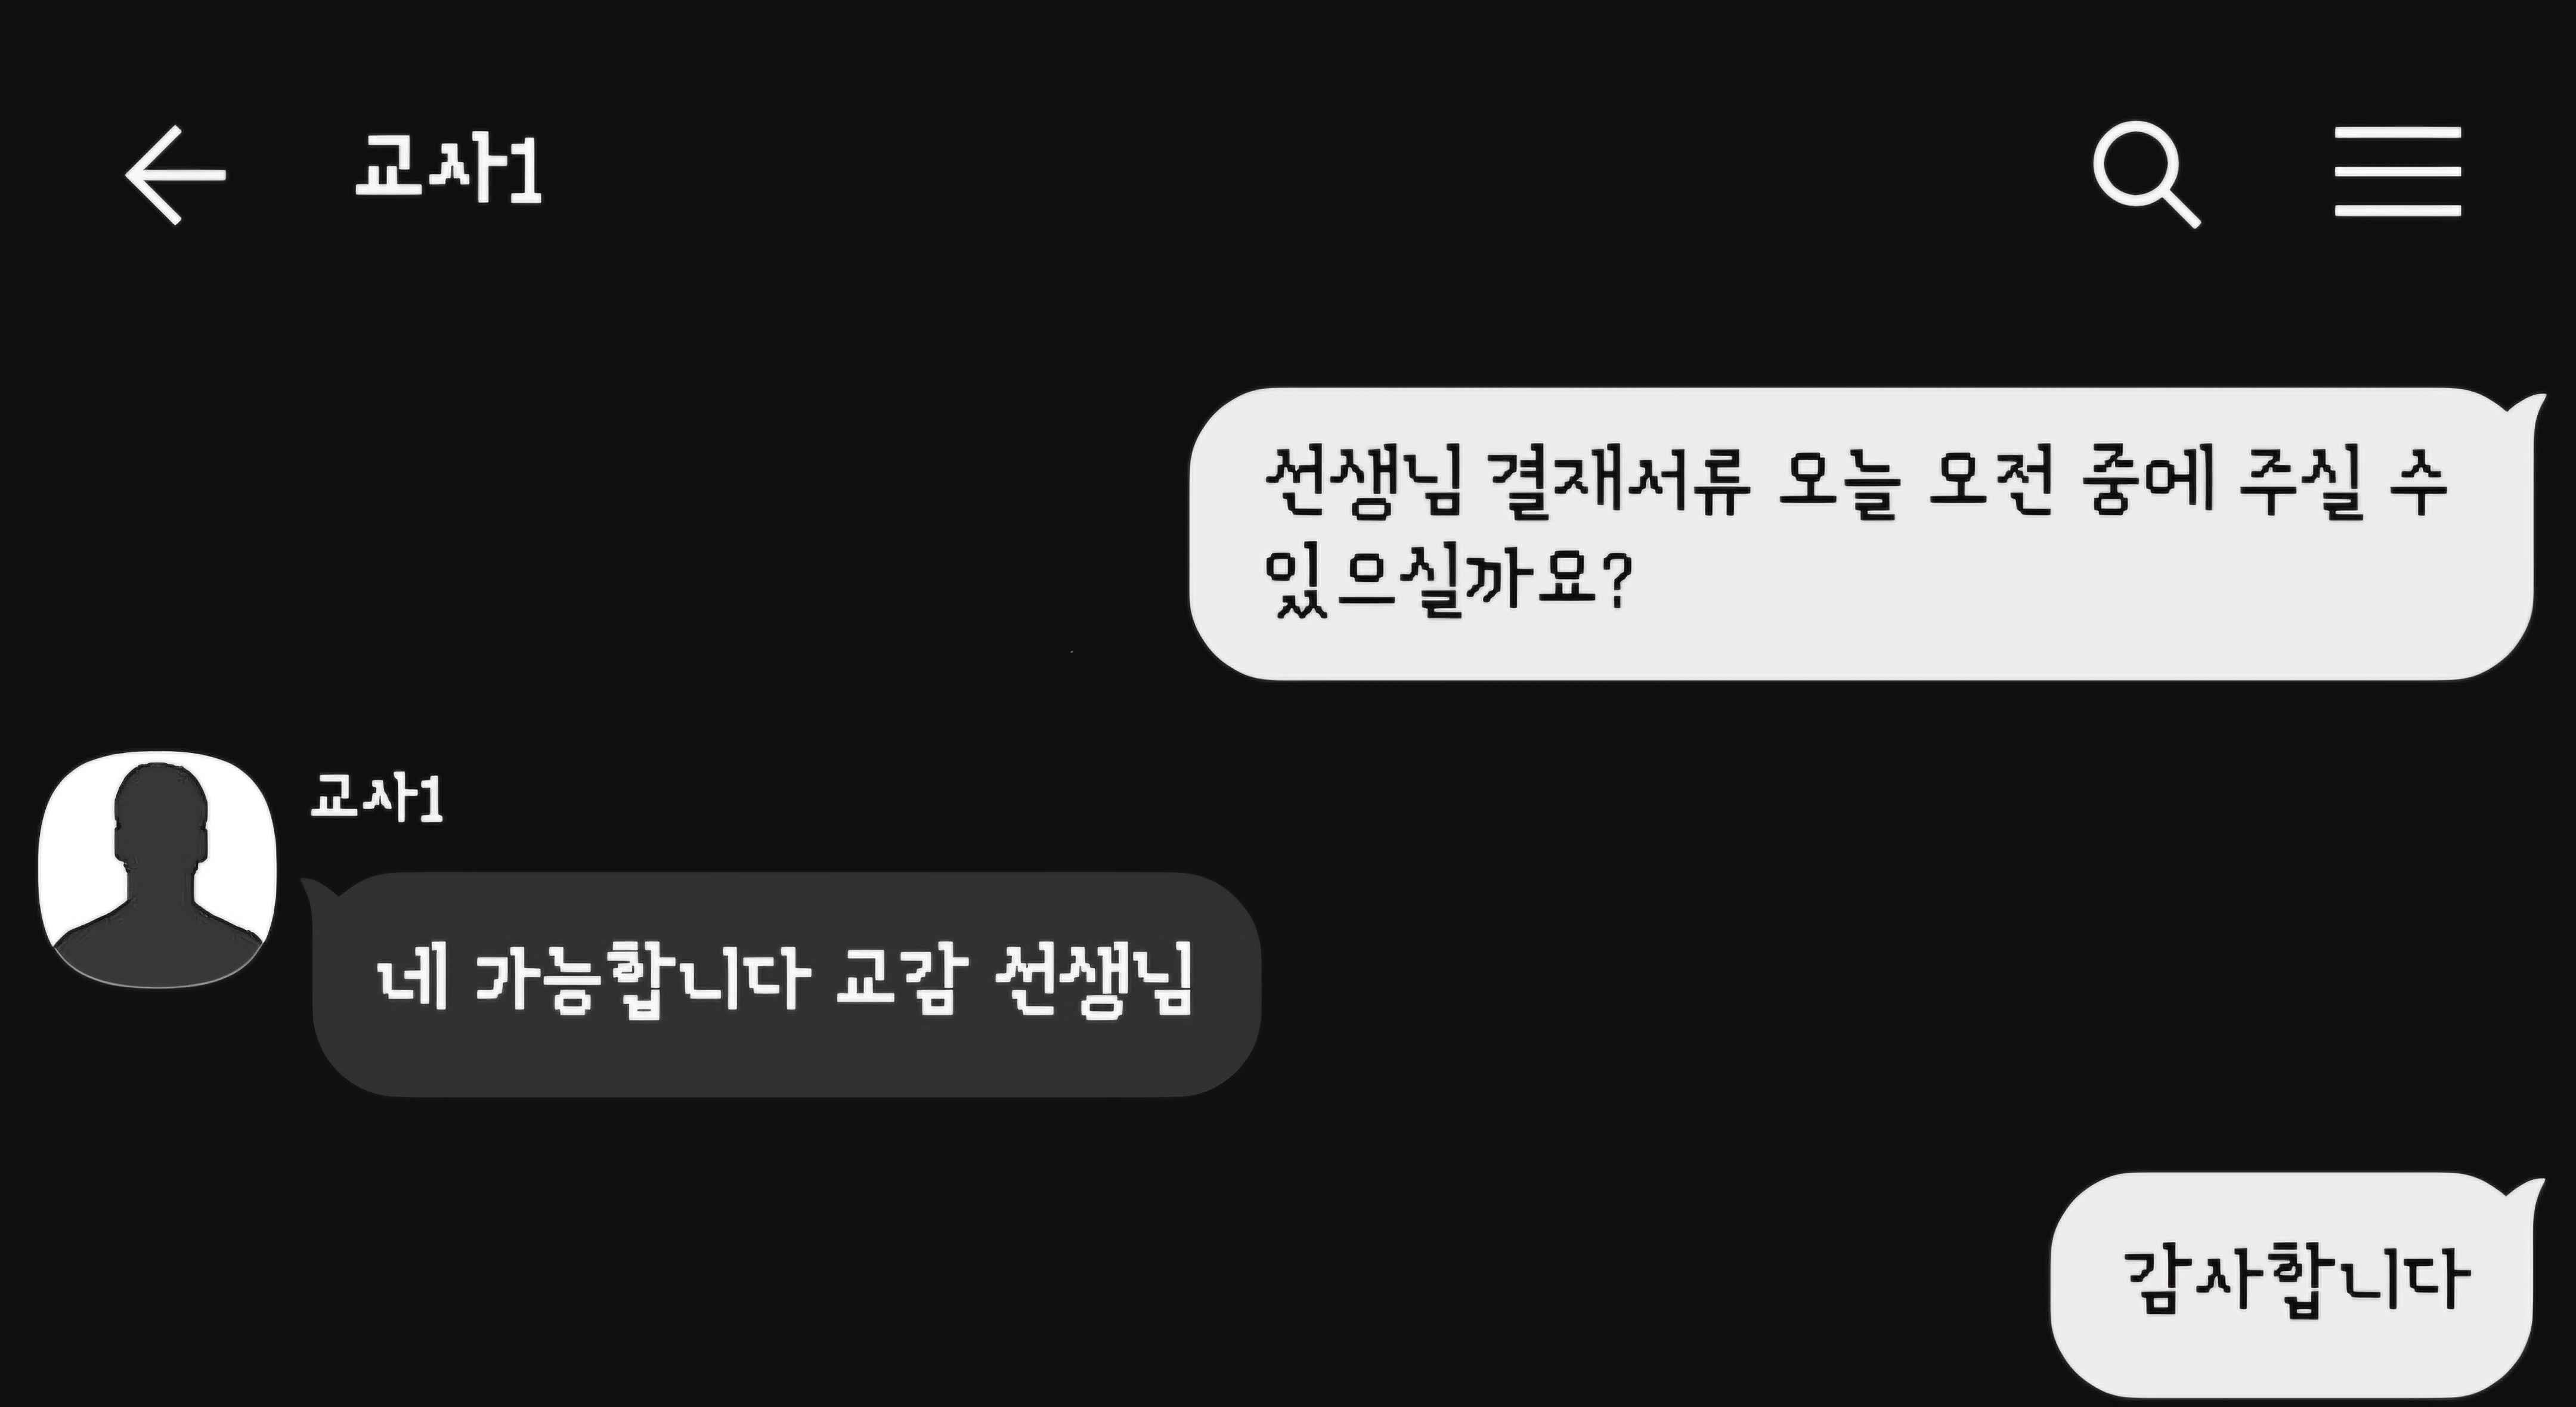 교사1
선생님 결재서류 오늘 오전 중에 주실 수
있으실까요?
교사1
네 가능합니다 교감 선생님
감사합니다